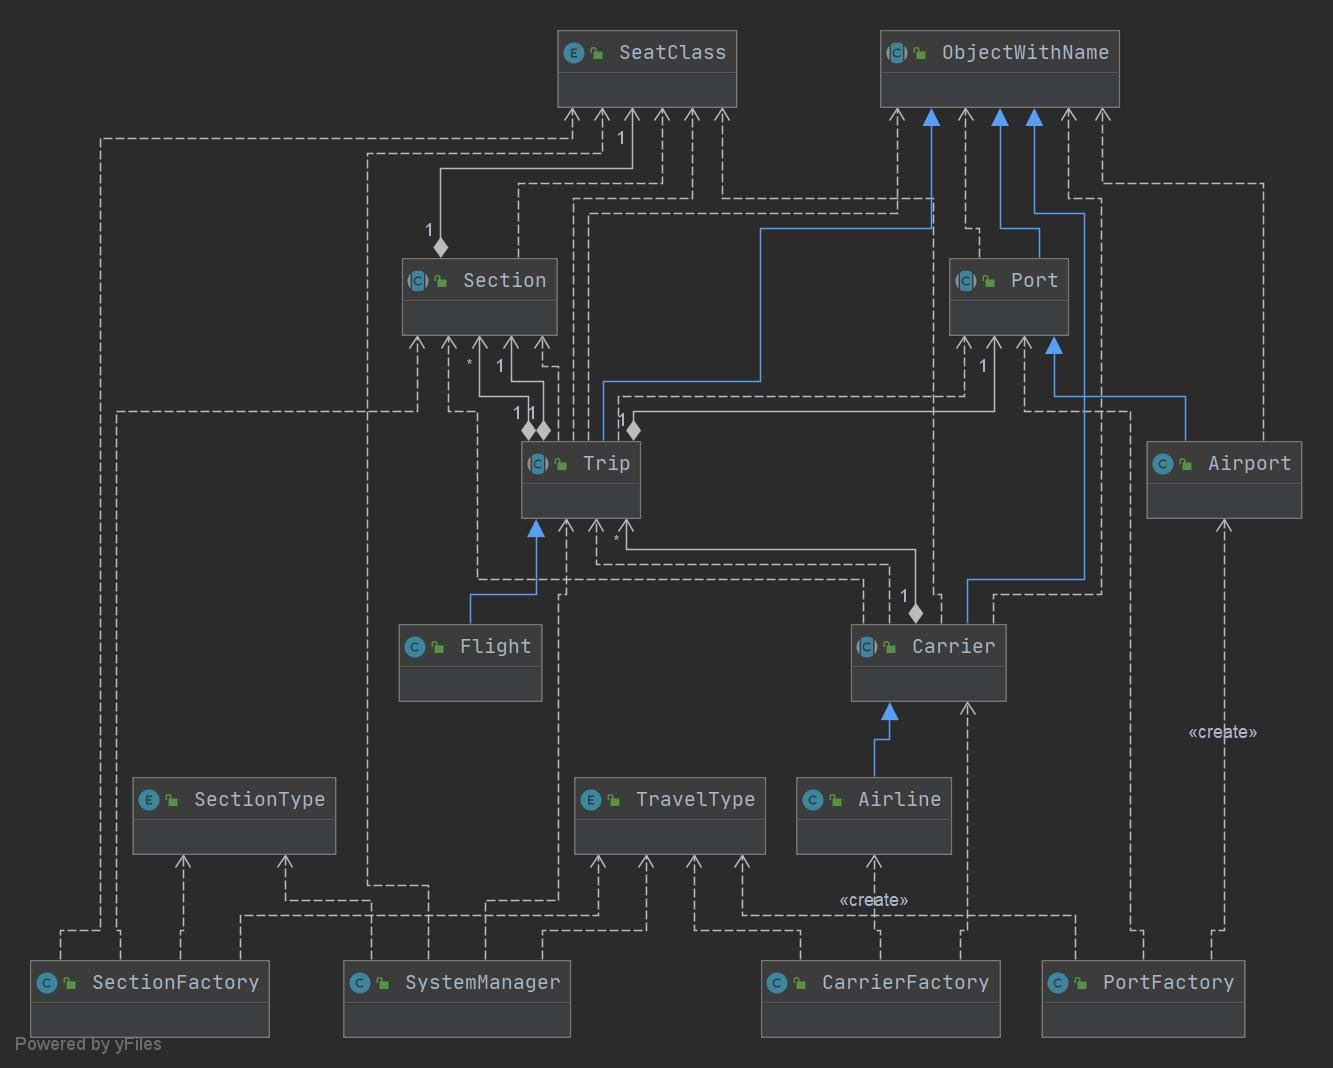 E SeatClass
C ObjectWithName
1
1
C Section
C Port
* 1 1
1 1 1
C Trip
C Airport
*
1
C Flight
C Carrier
«create»
E SectionType
E TravelType
C Airline
«create»
C SectionFactory
C SystemManager
C CarrierFactory
C PortFactory
Powered by yFiles